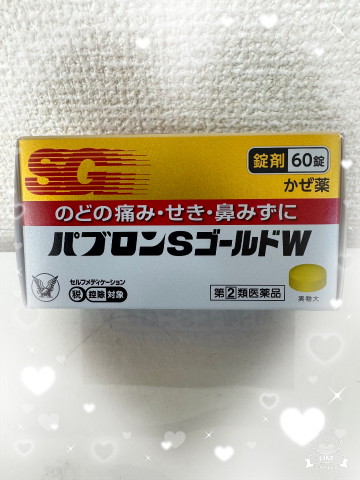 SG
錠剤 60錠
かぜ薬
のどの痛み・せき・鼻みずに
パブロンSゴールドW
セルフメディケーション
税 控除 対象
指定第2類医薬品
実物大